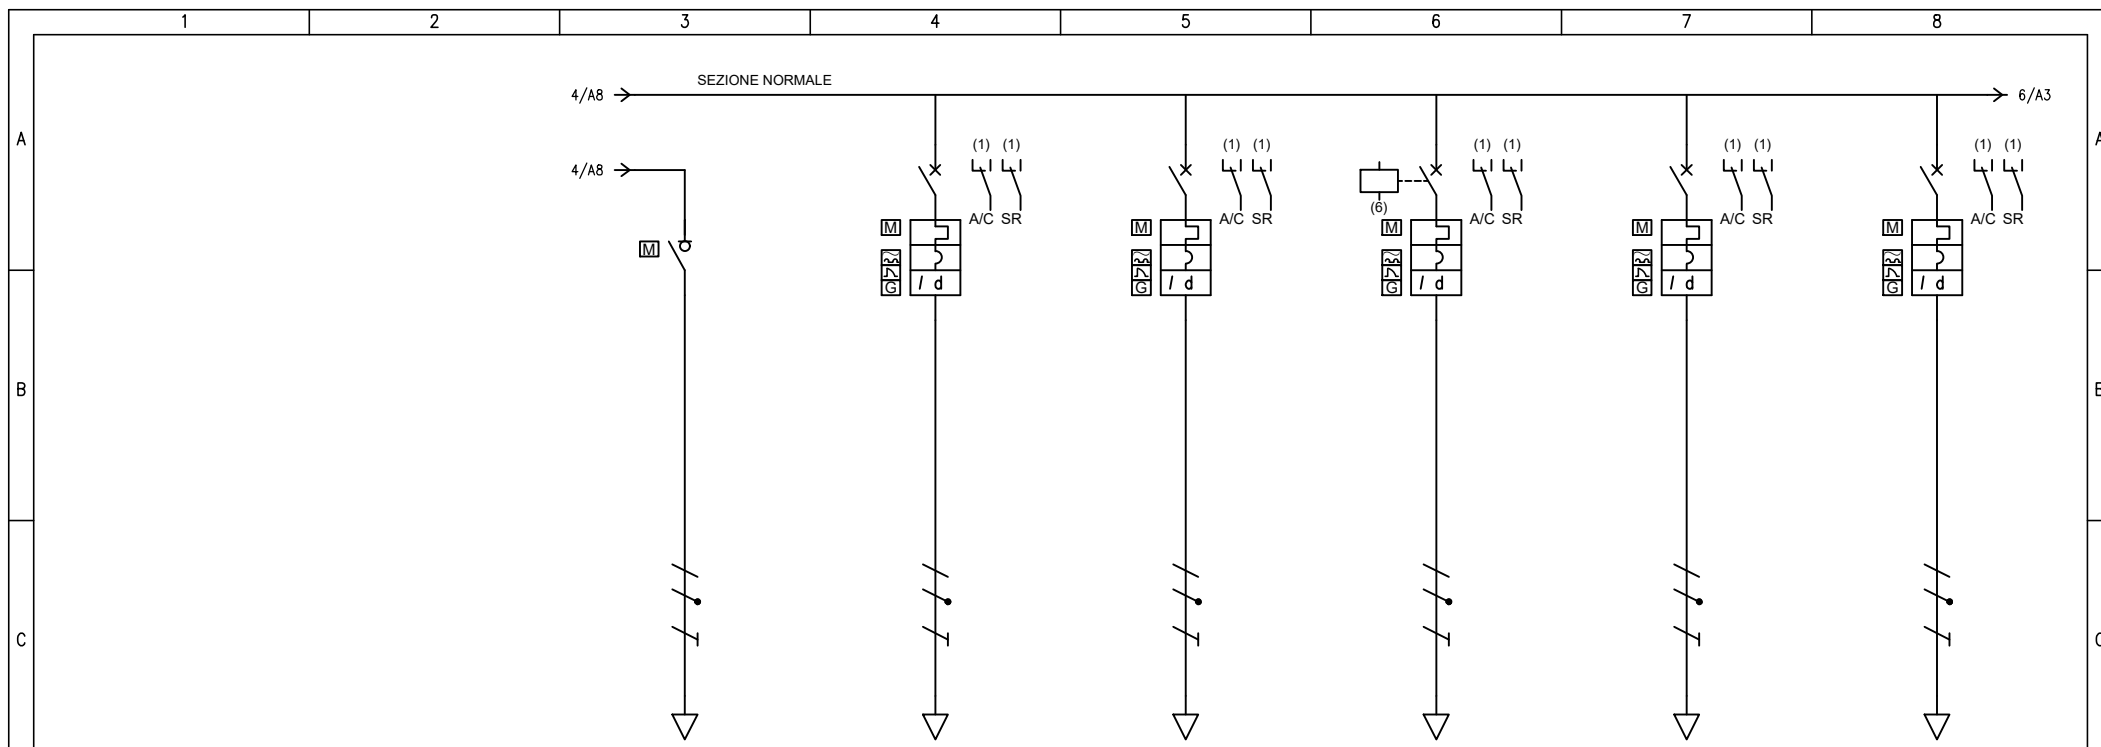 1 2 3 4 5 6 7 8
SEZIONE NORMALE
4/A8 6/A3
A A
(1) (1) (1) (1) (1) (1) (1) (1) (1) (1)
4/A8
(6)
A/C SR A/C SR A/C SR A/C SR A/C SR
M M M M M
M
I d I d I d I d I d
G G G G G
B B
C C